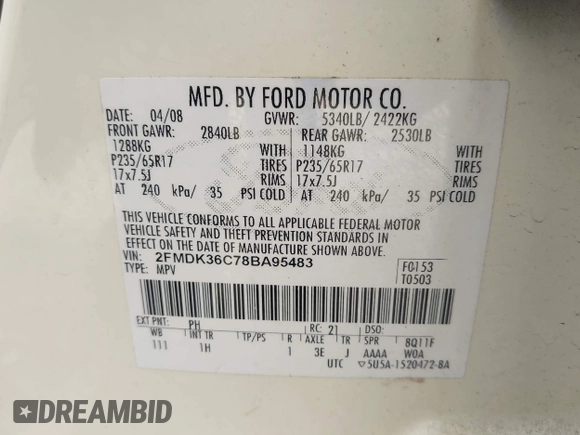 MFD. BY FORD MOTOR CO.
DATE: 04/08 GVWR: 5340LB/ 2422KG
FRONT GAWR: 2840LB REAR GAWR: 2530LB
1288KG WITH 1148KG WITH
P235/65R17 TIRES P235/65R17 TIRES
17x7.5J RIMS 17x7.5J RIMS
AT 240 kPa/ 35 PSI COLD AT 240 kPa/ 35 PSI COLD
THIS VEHICLE CONFORMS TO ALL APPLICABLE FEDERAL MOTOR
VEHICLE SAFETY AND THEFT PREVENTION STANDARDS IN
EFFECT ON THE DATE OF MANUFACTURE SHOWN ABOVE.
VIN: 2FMDK36C78BA95483 FC153
TYPE: MPV T0503
EXT PNT: PH RC: 21 DSO:
WB INT TR TP/PS R AXLE TR SPR 8Q11F
111 1H 1 3E J AAAA W0A
UTC ▽5U5A-1520472-BA
DREAMBID